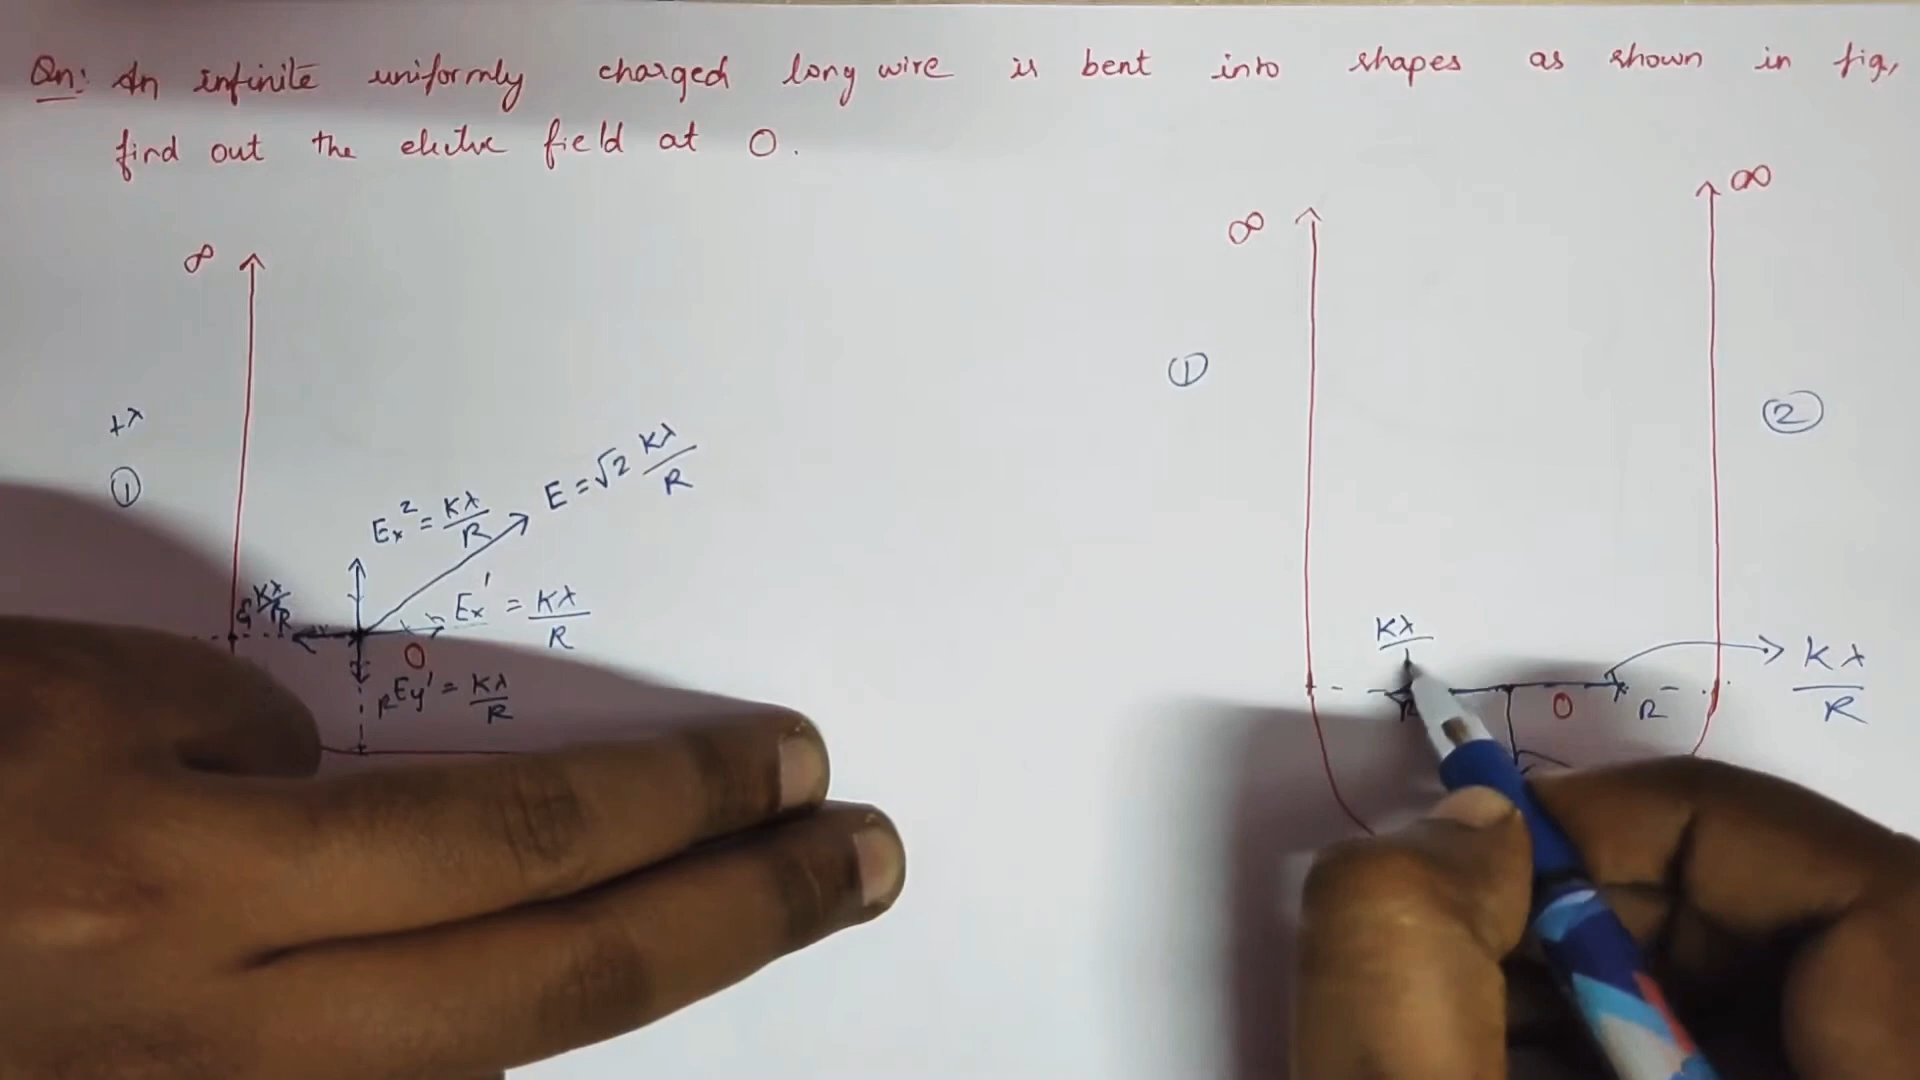 Qn: An infinite uniformly charged long wire is bent into shapes as shown in fig,
find out the electric field at O.
∞
∞
∞
+λ
①
①
②
E = √2 Kλ/R
Ex² = Kλ/R
Ex' = Kλ/R
Kλ/R
O
R
Ey' = Kλ/R
Kλ
R
O
R
Kλ/R